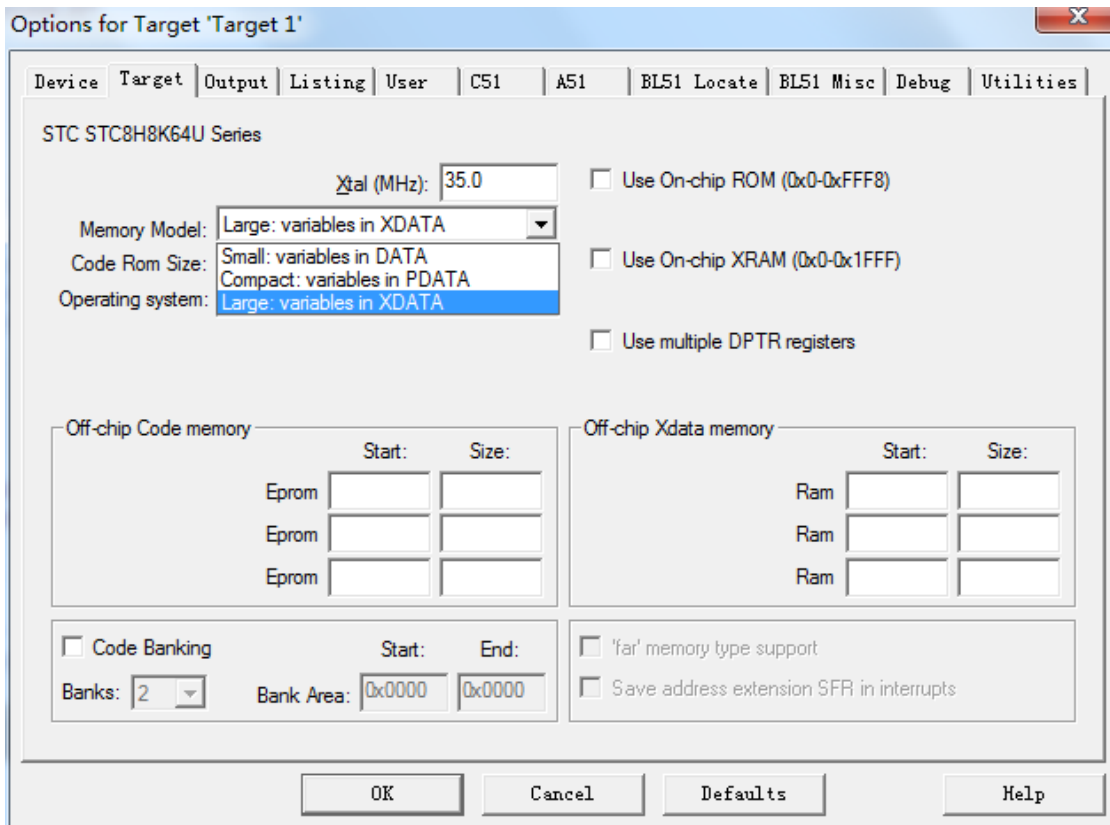 Options for Target 'Target 1'
Device Target Output Listing User C51 A51 BL51 Locate BL51 Misc Debug Utilities
STC STC8H8K64U Series
Xtal (MHz): 35.0
Use On-chip ROM (0x0-0xFFF8)
Memory Model: Large: variables in XDATA
Small: variables in DATA
Code Rom Size:
Use On-chip XRAM (0x0-0x1FFF)
Compact: variables in PDATA
Operating system: Large: variables in XDATA
Use multiple DPTR registers
Off-chip Code memory
Start: Size:
Eprom
Eprom
Eprom
Off-chip Xdata memory
Start: Size:
Ram
Ram
Ram
Code Banking Start: End:
Banks: 2 Bank Area: 0x0000 0x0000
'far' memory type support
Save address extension SFR in interrupts
OK Cancel Defaults Help